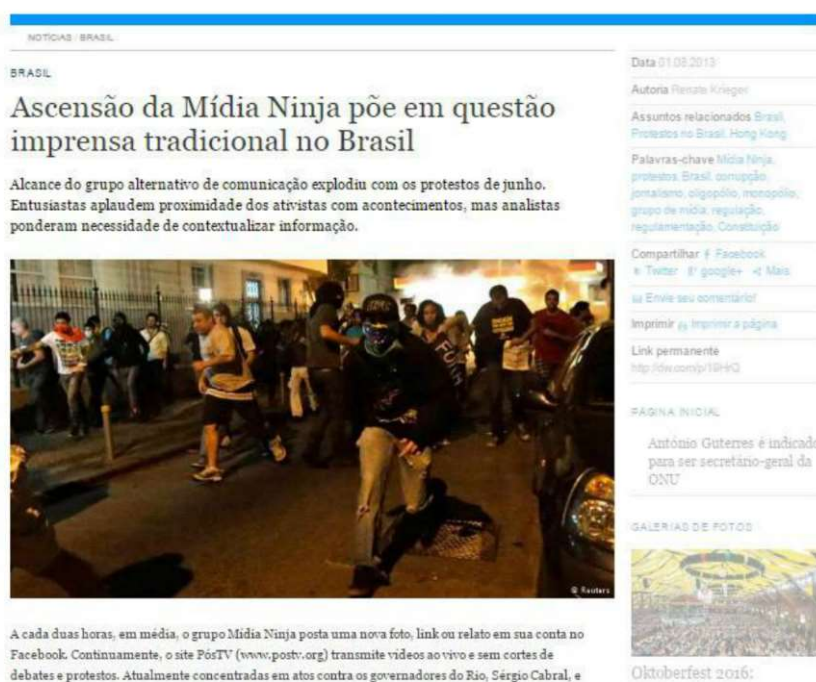 NOTÍCIAS / BRASIL
BRASIL
Ascensão da Mídia Ninja põe em questão
imprensa tradicional no Brasil
Alcance do grupo alternativo de comunicação explodiu com os protestos de junho.
Entusiastas aplaudem proximidade dos ativistas com acontecimentos, mas analistas
ponderam necessidade de contextualizar informação.
© Reuters
A cada duas horas, em média, o grupo Mídia Ninja posta uma nova foto, link ou relato em sua conta no
Facebook. Continuamente, o site PósTV (www.postv.org) transmite vídeos ao vivo e sem cortes de
debates e protestos. Atualmente concentradas em atos contra os governadores do Rio, Sérgio Cabral, e
Data 01.08.2013
Autoria Renate Krieger
Assuntos relacionados Brasil,
Protestos no Brasil, Hong Kong
Palavras-chave Mídia Ninja,
protestos, Brasil, corrupção,
jornalismo, oligopólio, monopólio,
grupo de mídia, regulação,
regulamentação, Constituição
Compartilhar Facebook
Twitter google+ Mais
Envie seu comentário!
Imprimir Imprimir a página
Link permanente
PÁGINA INICIAL
António Guterres é indicado
para ser secretário-geral da
ONU
GALERIAS DE FOTOS
Oktoberfest 2016: